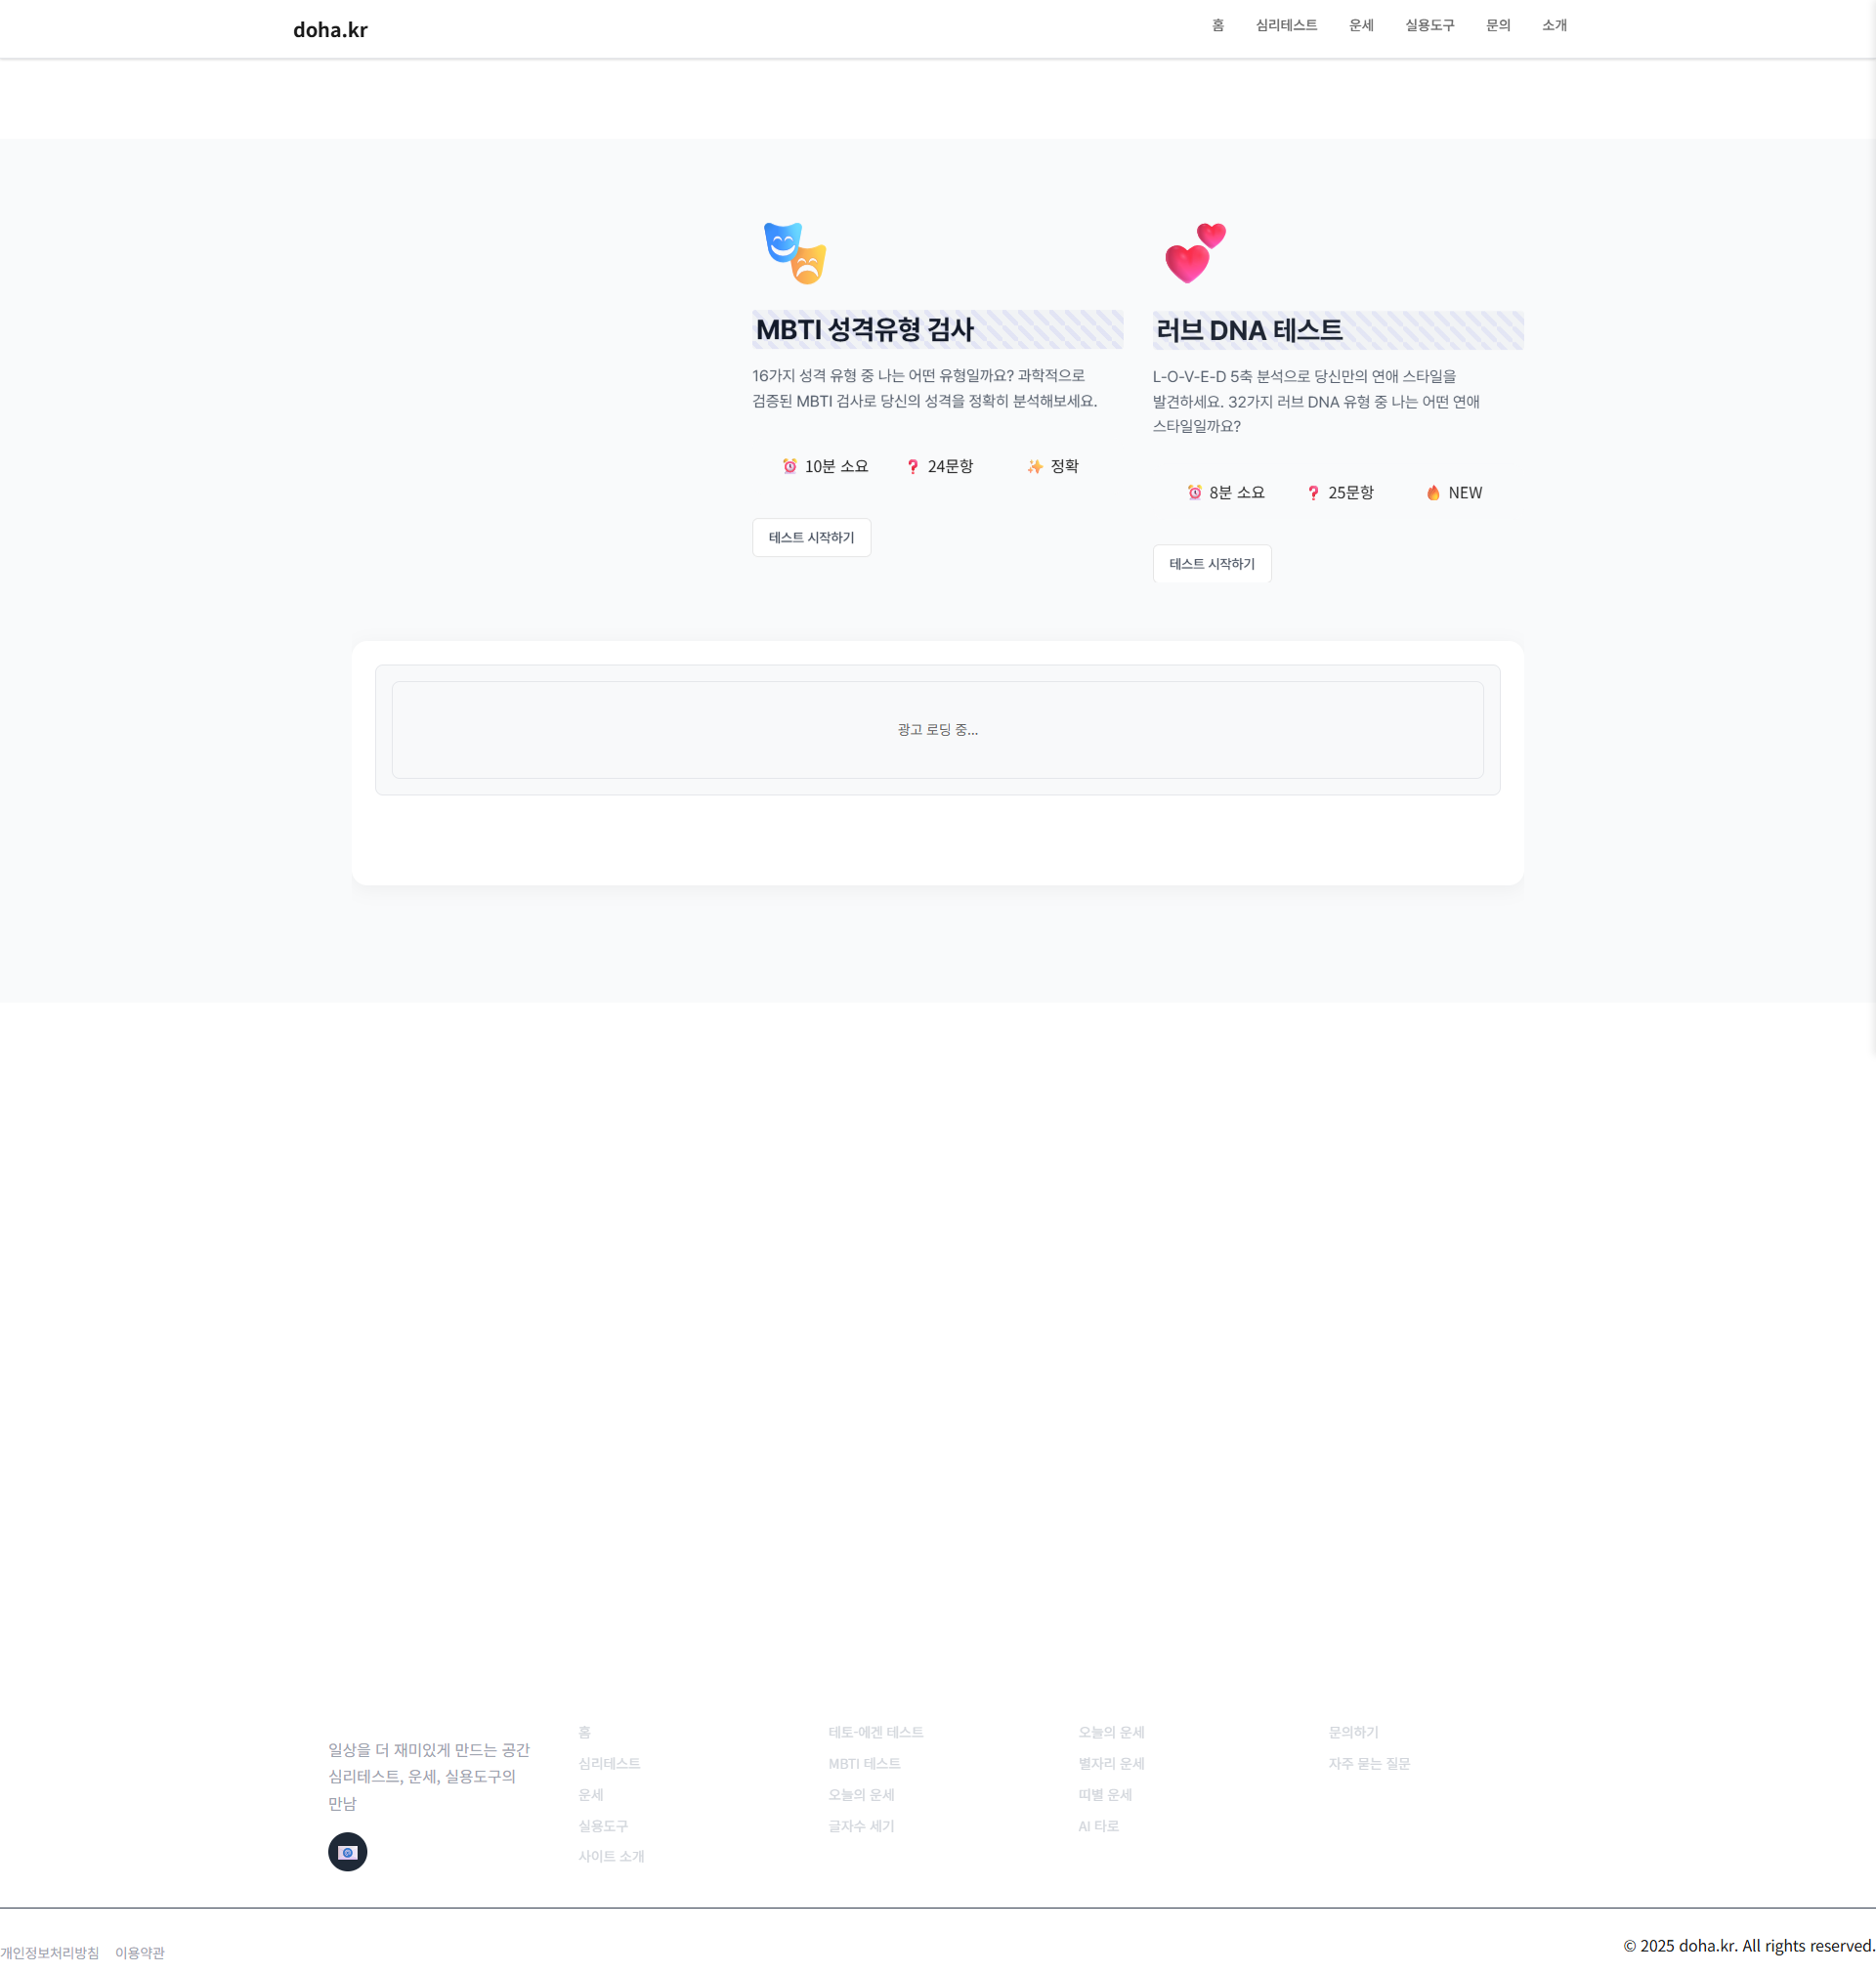 doha.kr
홈
심리테스트
운세
실용도구
문의
소개
MBTI 성격유형 검사
16가지 성격 유형 중 나는 어떤 유형일까요? 과학적으로
검증된 MBTI 검사로 당신의 성격을 정확히 분석해보세요.
⏰ 10분 소요
❓ 24문항
✨ 정확
테스트 시작하기
러브 DNA 테스트
L-O-V-E-D 5축 분석으로 당신만의 연애 스타일을
발견하세요. 32가지 러브 DNA 유형 중 나는 어떤 연애
스타일일까요?
⏰ 8분 소요
❓ 25문항
🔥 NEW
테스트 시작하기
광고 로딩 중...
일상을 더 재미있게 만드는 공간
심리테스트, 운세, 실용도구의
만남
홈
심리테스트
운세
실용도구
사이트 소개
테토-에겐 테스트
MBTI 테스트
오늘의 운세
글자수 세기
오늘의 운세
별자리 운세
띠별 운세
AI 타로
문의하기
자주 묻는 질문
개인정보처리방침
이용약관
© 2025 doha.kr. All rights reserved.